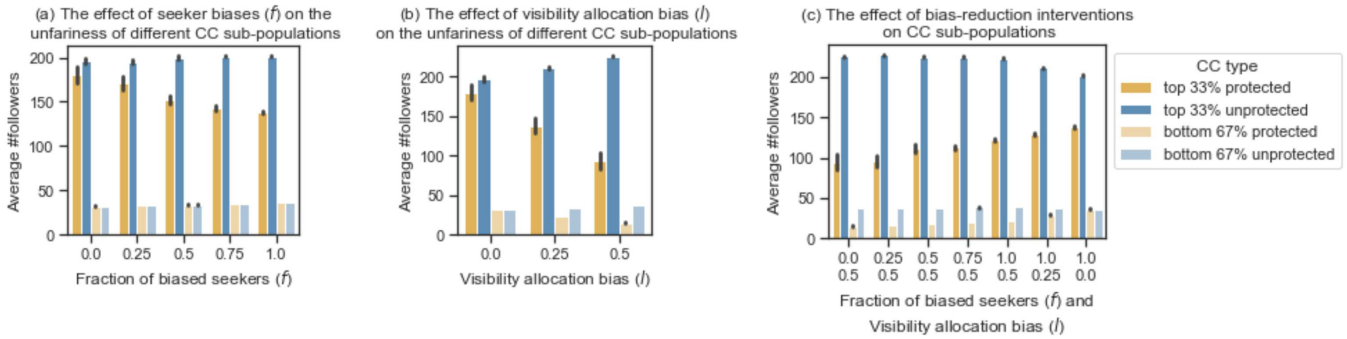 (a) The effect of seeker biases (f) on the
unfariness of different CC sub-populations
200
150
100
50
0
Average #followers
0.0 0.25 0.5 0.75 1.0
Fraction of biased seekers (f)
(b) The effect of visibility allocation bias (l)
on the unfairness of different CC sub-populations
200
150
100
50
0
Average #followers
0.0 0.25 0.5
Visibility allocation bias (l)
(c) The effect of bias-reduction interventions
on CC sub-populations
200
150
100
50
0
Average #followers
0.0 0.25 0.5 0.75 1.0 1.0 1.0
0.5 0.5 0.5 0.5 0.5 0.25 0.0
Fraction of biased seekers (f) and
Visibility allocation bias (l)
CC type
top 33% protected
top 33% unprotected
bottom 67% protected
bottom 67% unprotected